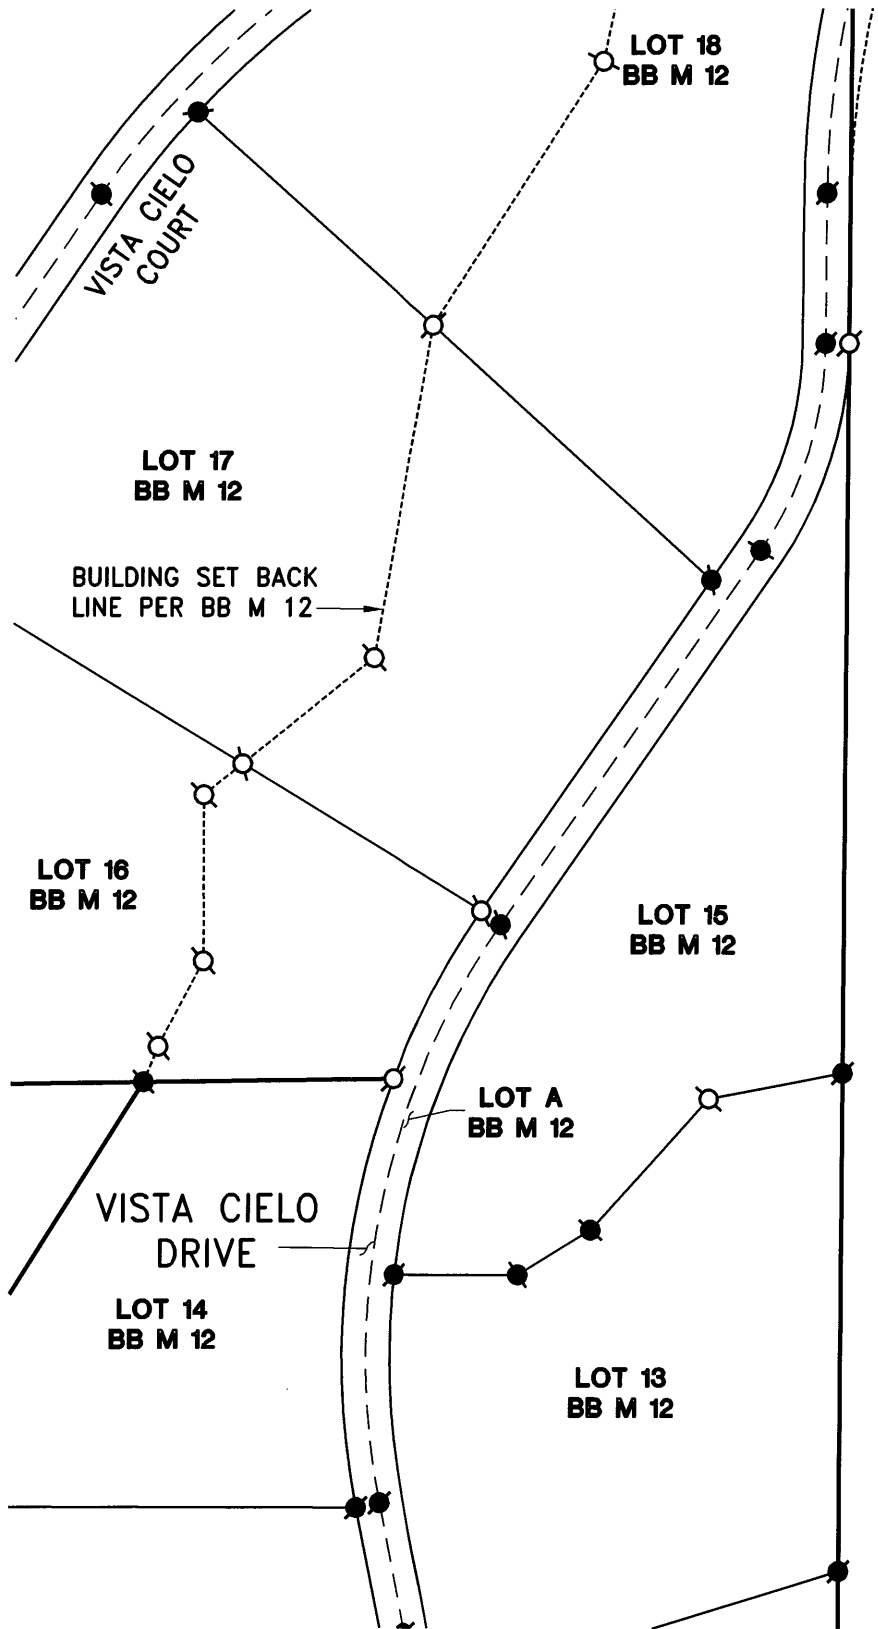 LOT 18
BB M 12
VISTA CIELO
COURT
LOT 17
BB M 12
BUILDING SET BACK
LINE PER BB M 12
LOT 16
BB M 12
LOT 15
BB M 12
LOT A
BB M 12
VISTA CIELO
DRIVE
LOT 14
BB M 12
LOT 13
BB M 12